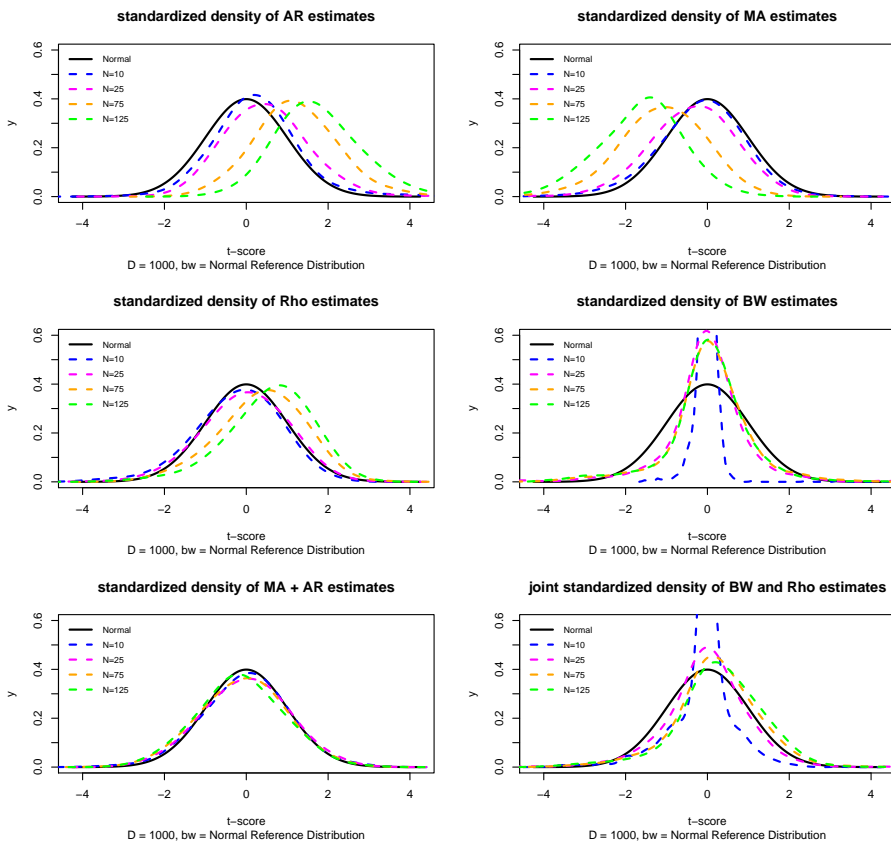 standardized density of AR estimates
0.6
0.4
0.2
0.0
y
Normal
N=10
N=25
N=75
N=125
−4
−2
0
2
4
t−score
D = 1000, bw = Normal Reference Distribution
standardized density of MA estimates
0.6
0.4
0.2
0.0
y
Normal
N=10
N=25
N=75
N=125
−4
−2
0
2
4
t−score
D = 1000, bw = Normal Reference Distribution
standardized density of Rho estimates
0.6
0.4
0.2
0.0
y
Normal
N=10
N=25
N=75
N=125
−4
−2
0
2
4
t−score
D = 1000, bw = Normal Reference Distribution
standardized density of BW estimates
0.6
0.4
0.2
0.0
y
Normal
N=10
N=25
N=75
N=125
−4
−2
0
2
4
t−score
D = 1000, bw = Normal Reference Distribution
standardized density of MA + AR estimates
0.6
0.4
0.2
0.0
y
Normal
N=10
N=25
N=75
N=125
−4
−2
0
2
4
t−score
D = 1000, bw = Normal Reference Distribution
joint standardized density of BW and Rho estimates
0.6
0.4
0.2
0.0
y
Normal
N=10
N=25
N=75
N=125
−4
−2
0
2
4
t−score
D = 1000, bw = Normal Reference Distribution